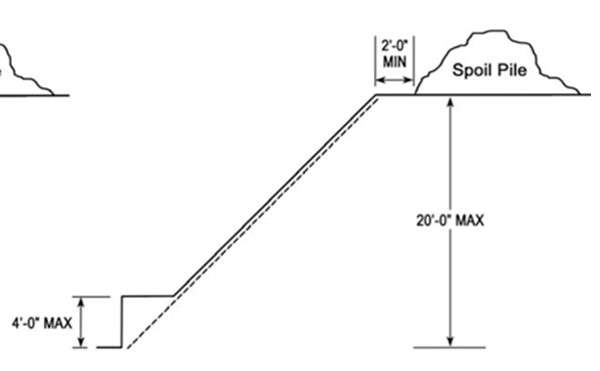 2'-0"
MIN
Spoil Pile
20'-0" MAX
4'-0" MAX